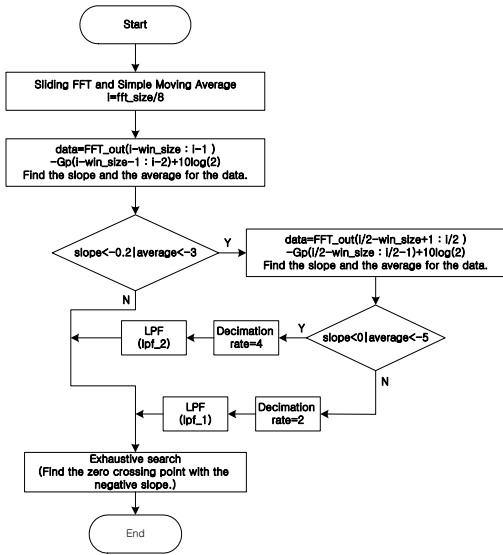 Start
Sliding FFT and Simple Moving Average
i=fft_size/8
data=FFT_out(i-win_size : i-1 )
-Gp(i-win_size-1 : i-2)+10log(2)
Find the slope and the average for the data.
slope<-0.2|average<-3
Y
N
data=FFT_out(i/2-win_size+1 : i/2 )
-Gp(i/2-win_size : i/2-1)+10log(2)
Find the slope and the average for the data.
slope<0|average<-5
Y
N
Decimation
rate=4
LPF
(lpf_2)
Decimation
rate=2
LPF
(lpf_1)
Exhaustive search
(Find the zero crossing point with the
negative slope.)
End